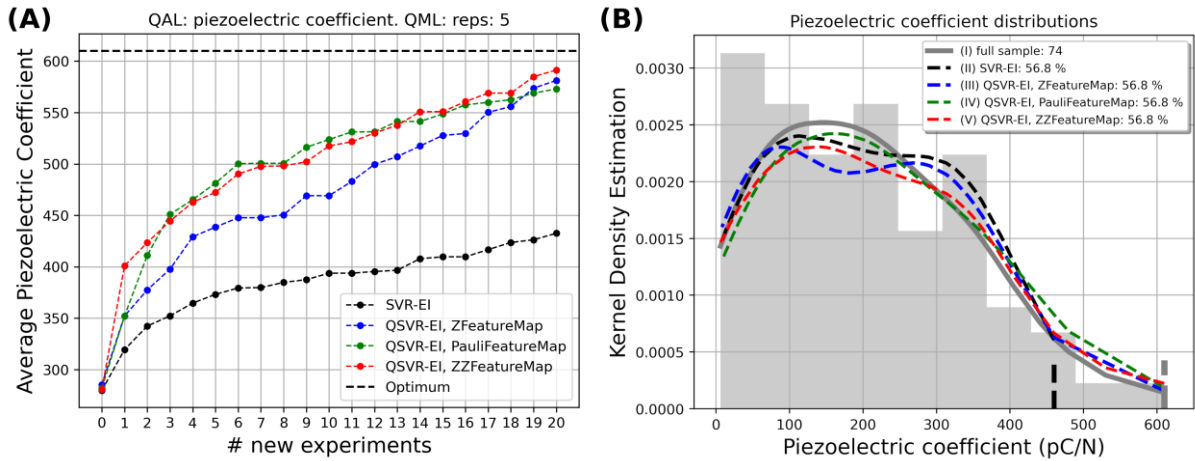 (A)
QAL: piezoelectric coefficient. QML: reps: 5
Average Piezoelectric Coefficient
600
550
500
450
400
350
300
SVR-EI
QSVR-EI, ZFeatureMap
QSVR-EI, PauliFeatureMap
QSVR-EI, ZZFeatureMap
Optimum
0 1 2 3 4 5 6 7 8 9 10 11 12 13 14 15 16 17 18 19 20
# new experiments
(B)
Piezoelectric coefficient distributions
Kernel Density Estimation
0.0030
0.0025
0.0020
0.0015
0.0010
0.0005
0.0000
(I) full sample: 74
(II) SVR-EI: 56.8 %
(III) QSVR-EI, ZFeatureMap: 56.8 %
(IV) QSVR-EI, PauliFeatureMap: 56.8 %
(V) QSVR-EI, ZZFeatureMap: 56.8 %
0 100 200 300 400 500 600
Piezoelectric coefficient (pC/N)